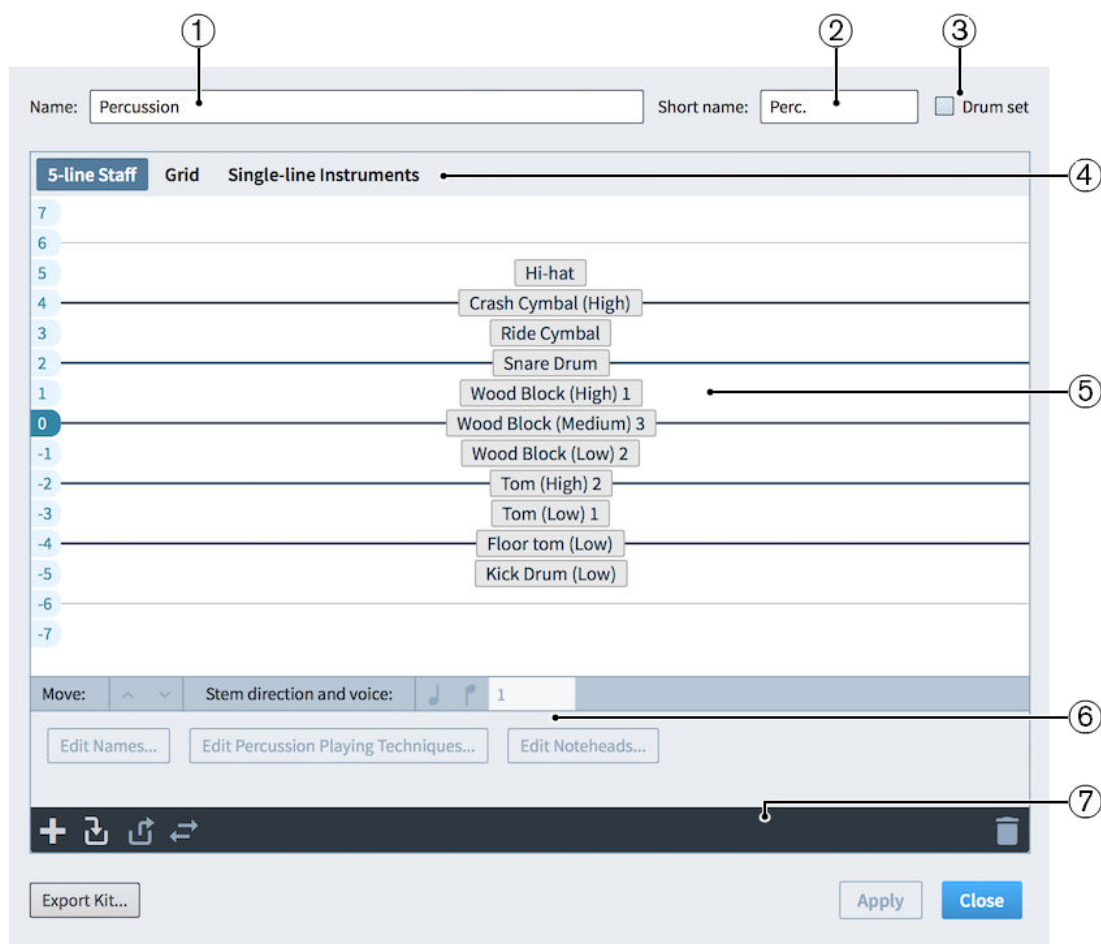 ① ② ③
Name: Percussion Short name: Perc. Drum set
5-line Staff Grid Single-line Instruments ④
7
6
5 Hi-hat
4 Crash Cymbal (High)
3 Ride Cymbal
2 Snare Drum
1 Wood Block (High) 1 ⑤
0 Wood Block (Medium) 3
-1 Wood Block (Low) 2
-2 Tom (High) 2
-3 Tom (Low) 1
-4 Floor tom (Low)
-5 Kick Drum (Low)
-6
-7
Move: Stem direction and voice: 1
⑥
Edit Names... Edit Percussion Playing Techniques... Edit Noteheads...
⑦
Export Kit... Apply Close